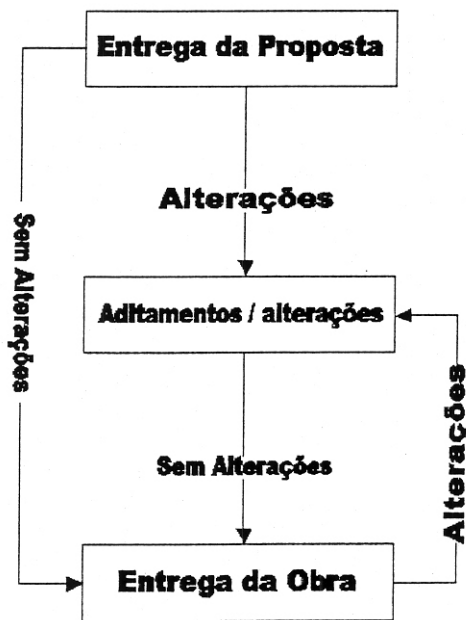 Entrega da Proposta
Alterações
Sem Alterações
Aditamentos / alterações
Sem Alterações
Alterações
Entrega da Obra